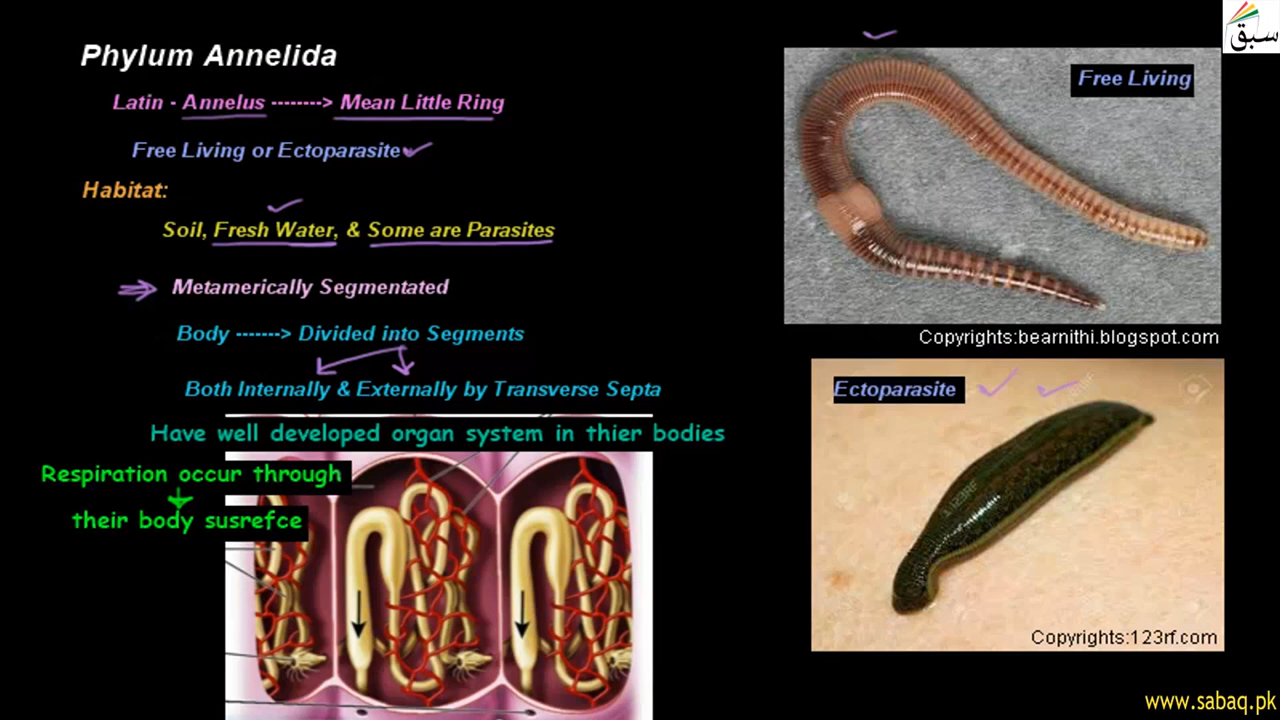 Phylum Annelida
Latin - Annelus --------> Mean Little Ring
Free Living or Ectoparasite
Habitat:
Soil, Fresh Water, & Some are Parasites
Metamerically Segmentated
Body -------> Divided into Segments
Both Internally & Externally by Transverse Septa
Have well developed organ system in thier bodies
Respiration occur through
their body susrefce
سبق
Free Living
Copyrights:bearnithi.blogspot.com
Ectoparasite
123RF
Copyrights:123rf.com
www.sabaq.pk